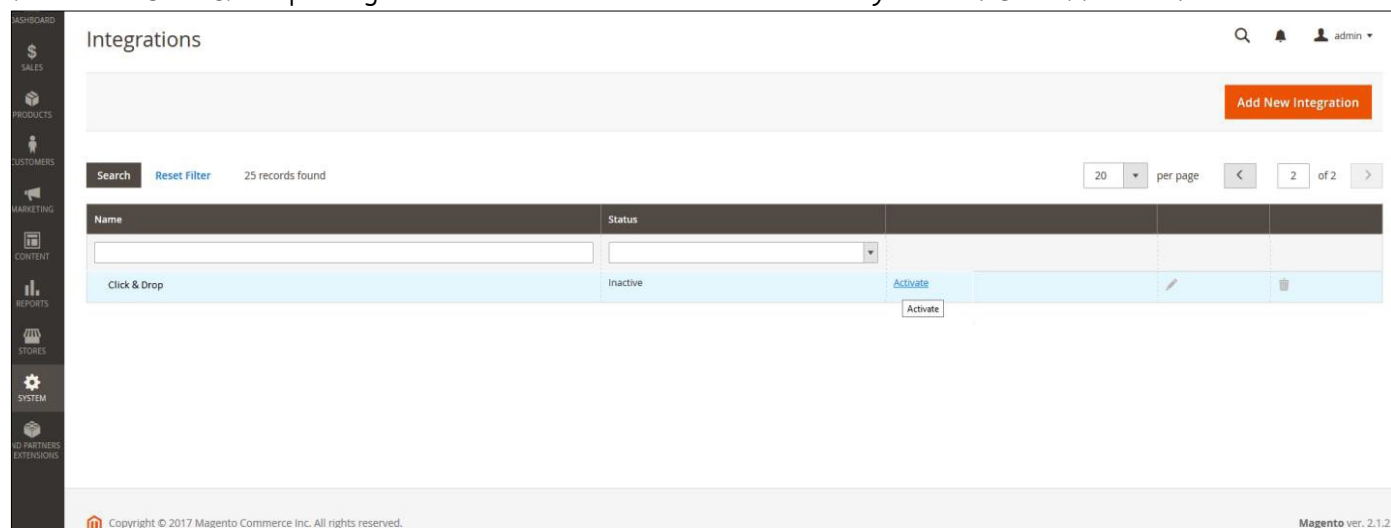 DASHBOARD
Integrations
admin
$
SALES
Add New Integration
PRODUCTS
CUSTOMERS
Search Reset Filter 25 records found 20 per page < 2 of 2 >
MARKETING
Name Status
CONTENT
Click & Drop Inactive Activate
Activate
REPORTS
STORES
SYSTEM
ND PARTNERS
EXTENSIONS
Copyright © 2017 Magento Commerce Inc. All rights reserved. Magento ver. 2.1.2